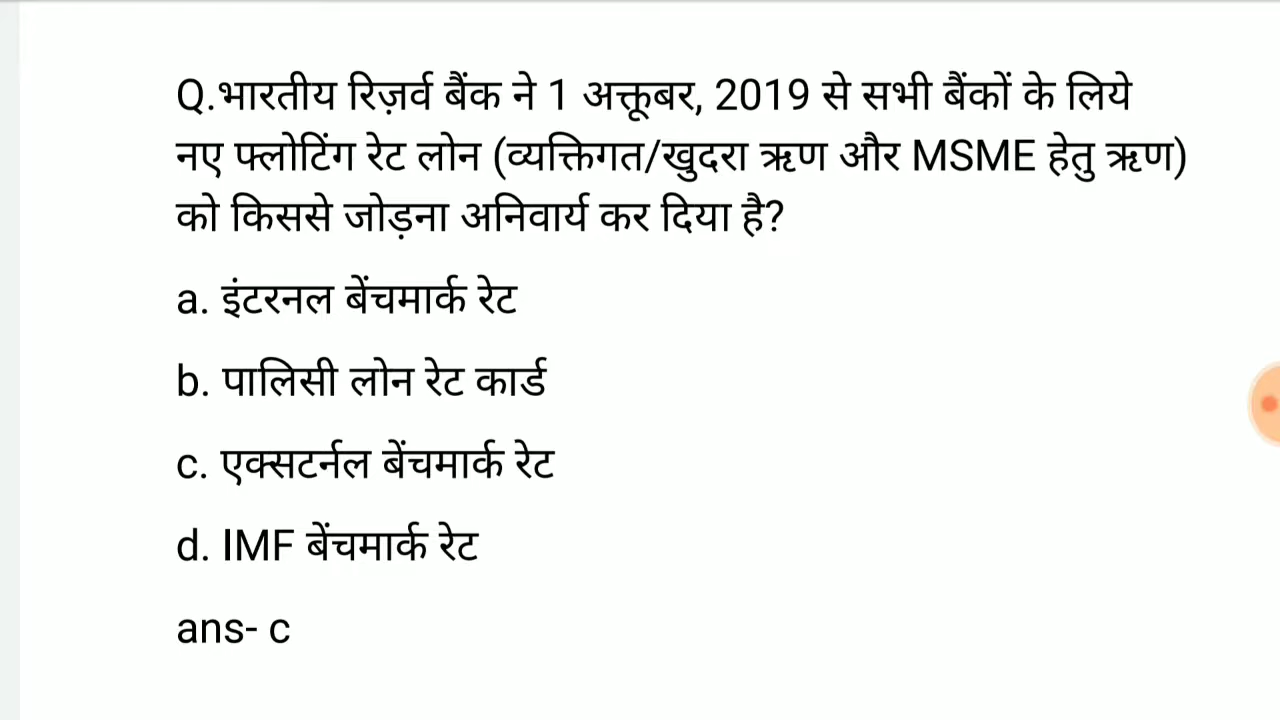 Q.भारतीय रिज़र्व बैंक ने 1 अक्तूबर, 2019 से सभी बैंकों के लिये
नए फ्लोटिंग रेट लोन (व्यक्तिगत/खुदरा ऋण और MSME हेतु ऋण)
को किससे जोड़ना अनिवार्य कर दिया है?
a. इंटरनल बेंचमार्क रेट
b. पालिसी लोन रेट कार्ड
c. एक्सटर्नल बेंचमार्क रेट
d. IMF बेंचमार्क रेट
ans- c